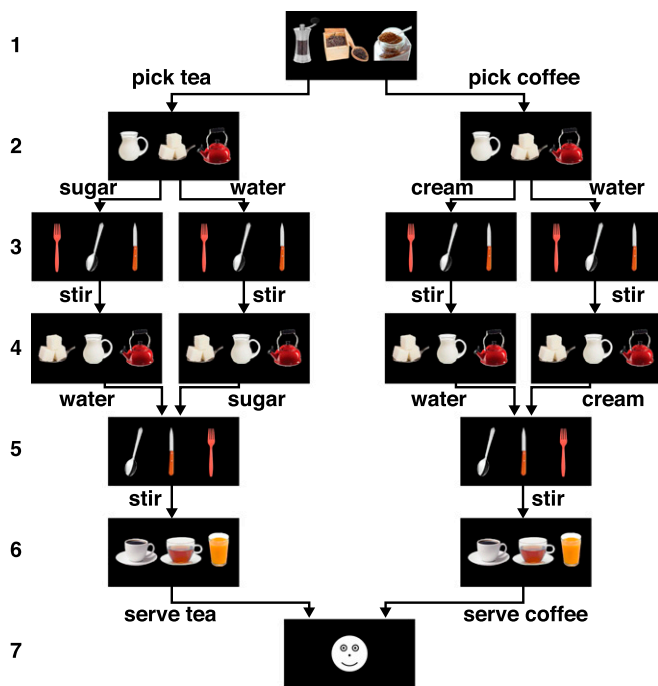 1
pick tea pick coffee
2
sugar water cream water
3
stir stir stir stir
4
water sugar water cream
5
stir stir
6
serve tea serve coffee
7